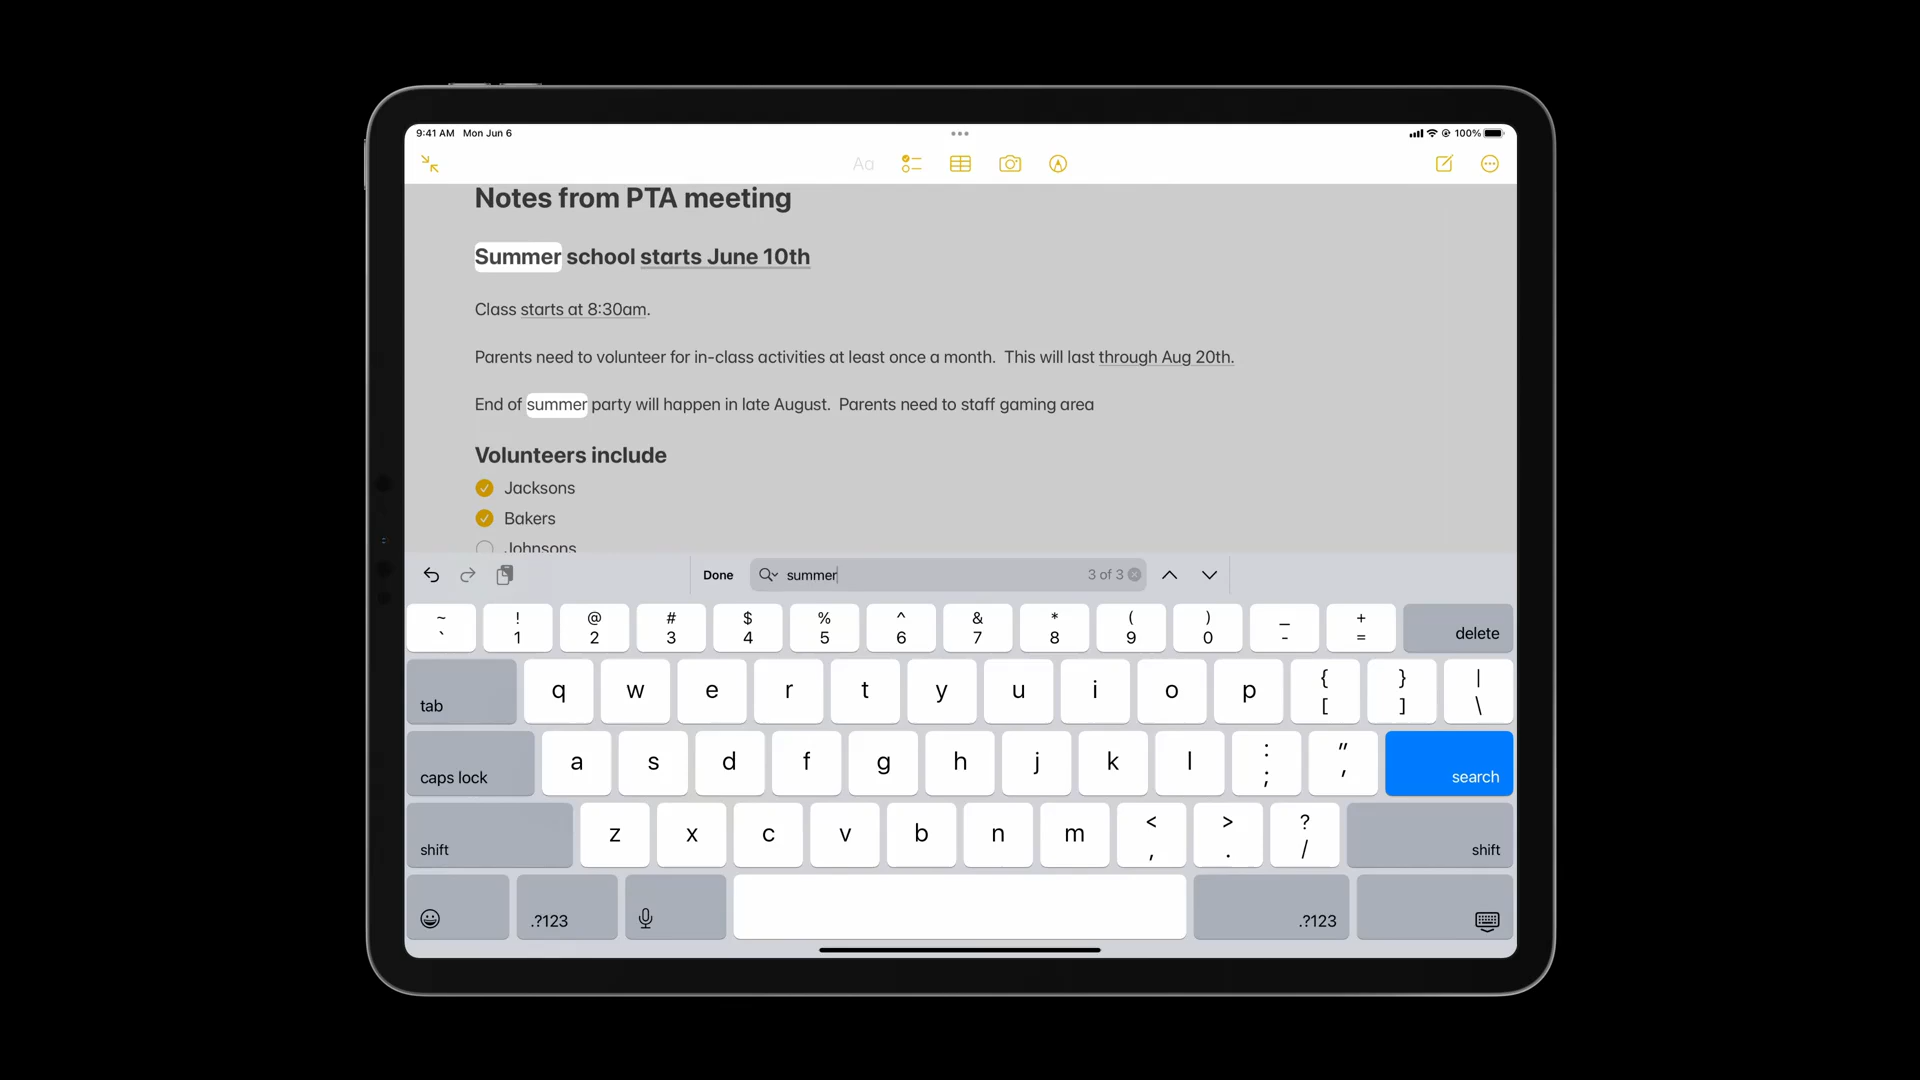 9:41 AM Mon Jun 6
100%
Aa
Notes from PTA meeting
Summer school starts June 10th
Class starts at 8:30am.
Parents need to volunteer for in-class activities at least once a month.  This will last through Aug 20th.
End of summer party will happen in late August.  Parents need to staff gaming area
Volunteers include
Jacksons
Bakers
Johnsons
Done summer 3 of 3
~ ! @ # $ % ^ & * ( ) _ +
` 1 2 3 4 5 6 7 8 9 0 - = delete
tab q w e r t y u i o p { [ } ] | \
caps lock a s d f g h j k l : ; " ' search
shift z x c v b n m < , > . ? / shift
.?123 .?123